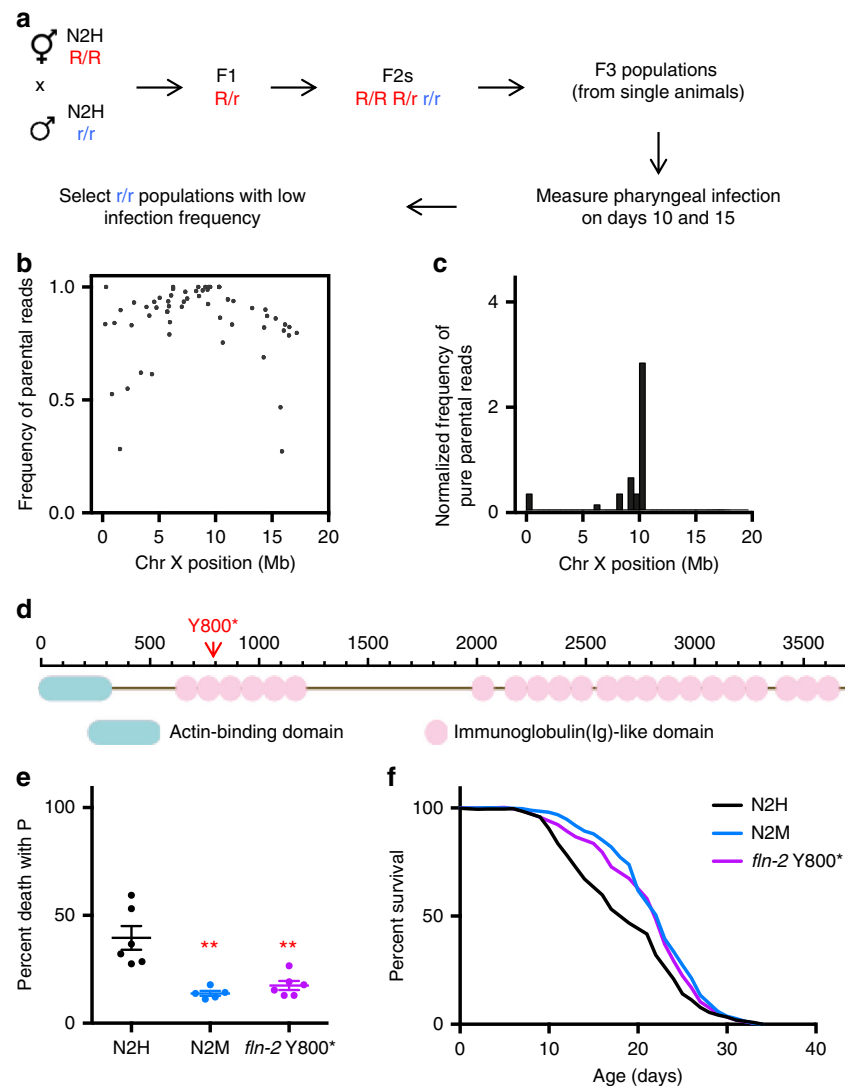 a
N2H
R/R
x
N2H
r/r
F1
R/r
F2s
R/R R/r r/r
F3 populations
(from single animals)
Select r/r populations with low
infection frequency
Measure pharyngeal infection
on days 10 and 15
b
Frequency of parental reads
1.0
0.5
0.0
0 5 10 15 20
Chr X position (Mb)
c
Normalized frequency of
pure parental reads
4
2
0
0 5 10 15 20
Chr X position (Mb)
d
Y800*
0 500 1000 1500 2000 2500 3000 3500
Actin-binding domain
Immunoglobulin(Ig)-like domain
e
Percent death with P
100
50
0
** **
N2H N2M fln-2 Y800*
f
Percent survival
100
50
0
N2H
N2M
fln-2 Y800*
0 10 20 30 40
Age (days)